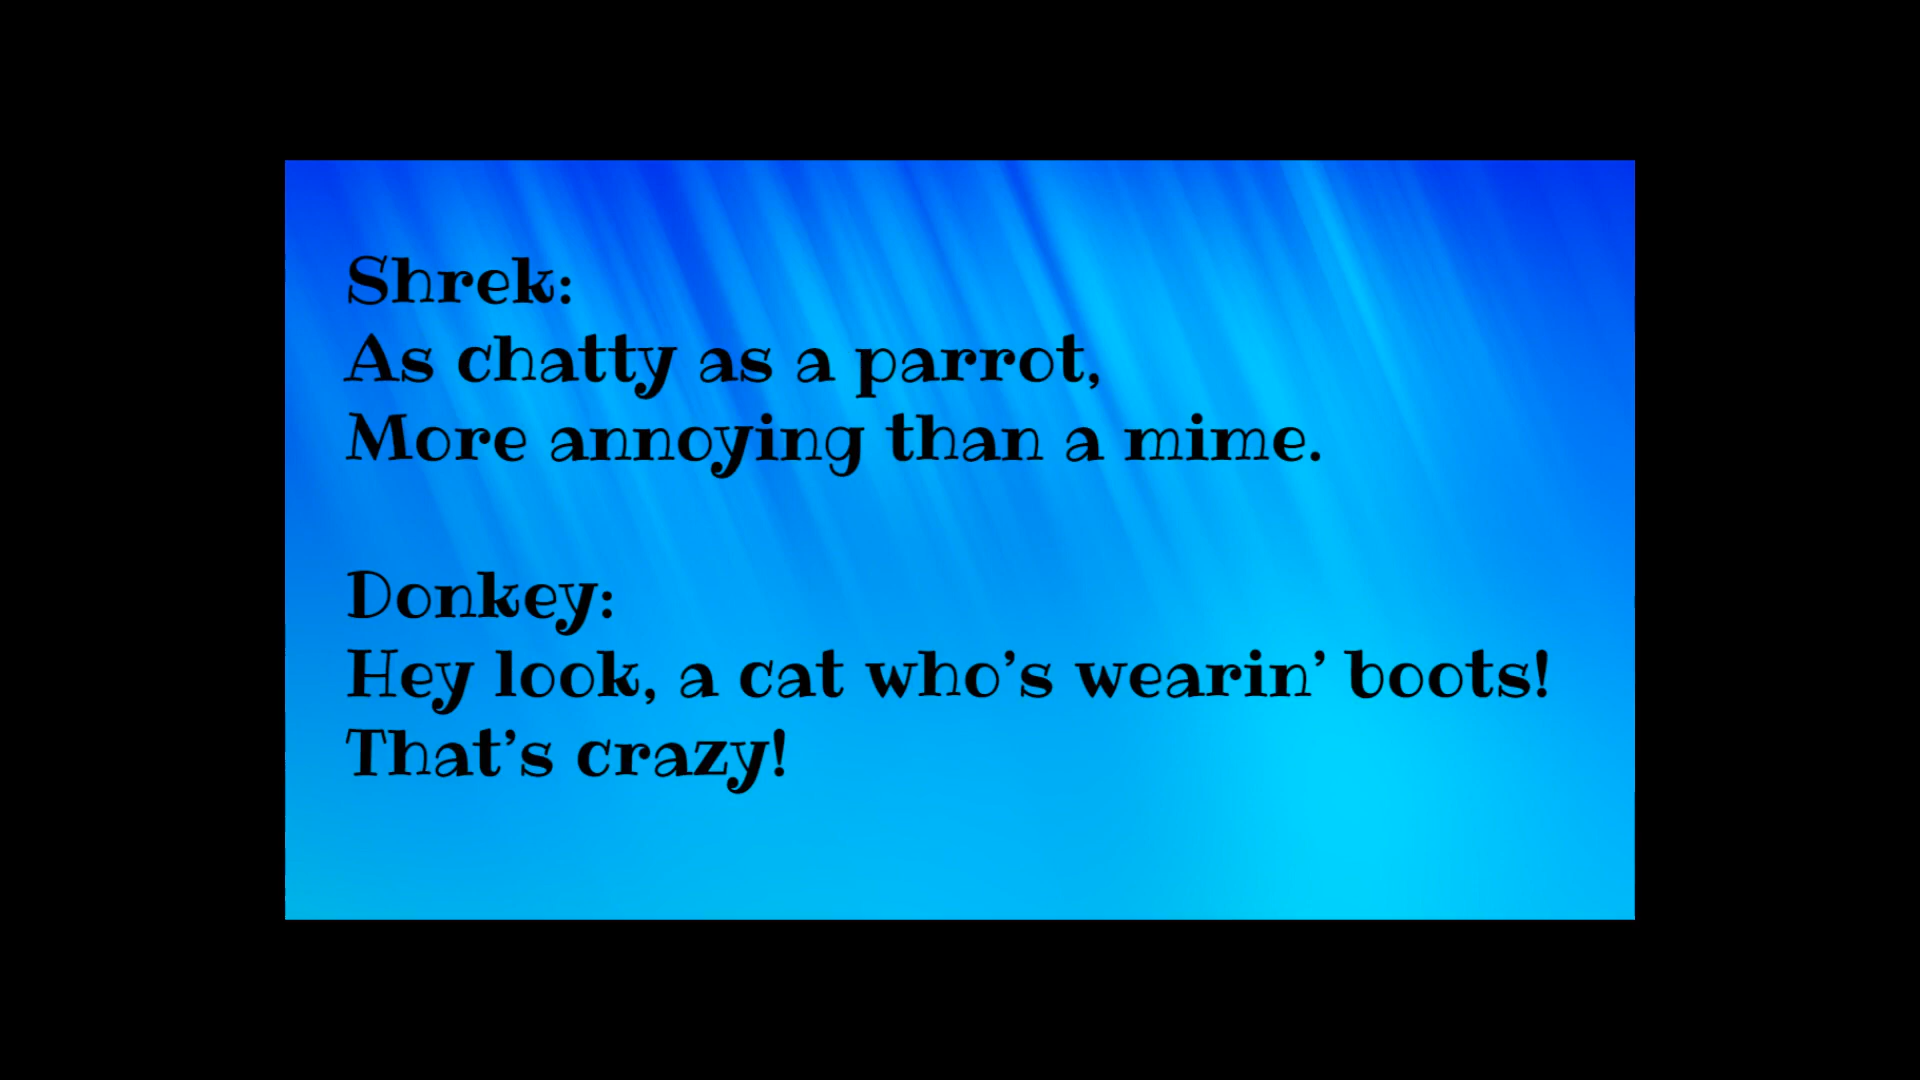 Shrek:
As chatty as a parrot,
More annoying than a mime.
Donkey:
Hey look, a cat who’s wearin’ boots!
That’s crazy!